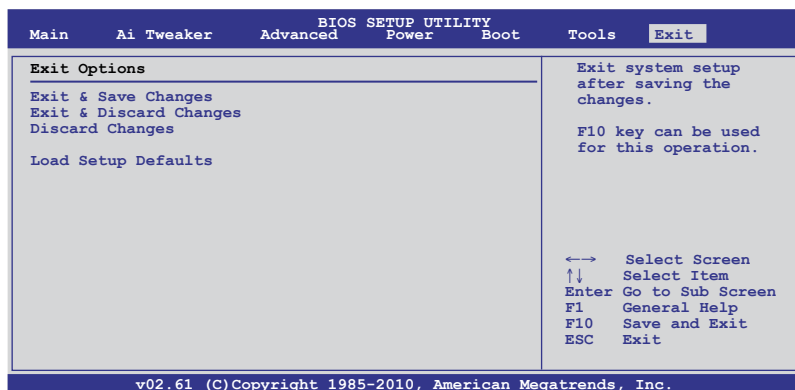 BIOS SETUP UTILITY
Main Ai Tweaker Advanced Power Boot Tools Exit
Exit Options
Exit & Save Changes
Exit & Discard Changes
Discard Changes
Load Setup Defaults
Exit system setup
after saving the
changes.
F10 key can be used
for this operation.
←→ Select Screen
↑↓ Select Item
Enter Go to Sub Screen
F1 General Help
F10 Save and Exit
ESC Exit
v02.61 (C)Copyright 1985-2010, American Megatrends, Inc.